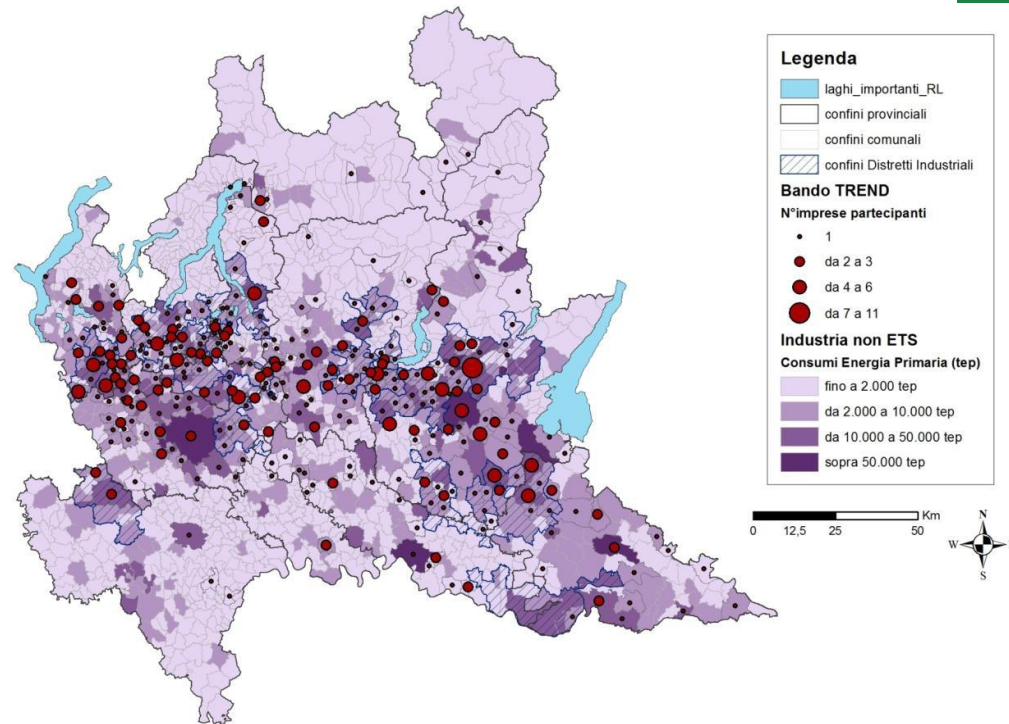 Legenda
laghi_importanti_RL
confini provinciali
confini comunali
confini Distretti Industriali
Bando TREND
N°imprese partecipanti
1
da 2 a 3
da 4 a 6
da 7 a 11
Industria non ETS
Consumi Energia Primaria (tep)
fino a 2.000 tep
da 2.000 a 10.000 tep
da 10.000 a 50.000 tep
sopra 50.000 tep
Km
0 12,5 25 50
N
W
S